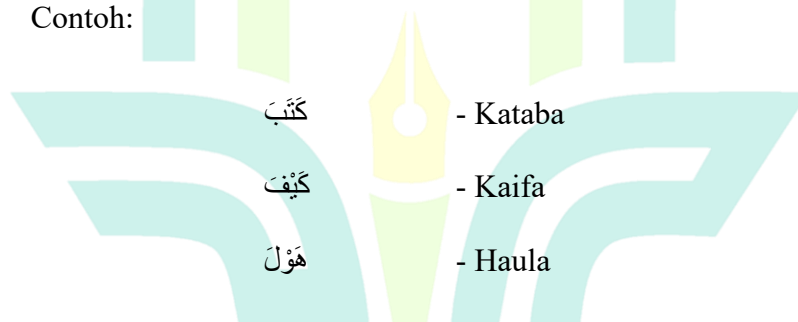 Contoh:
كَتَبَ - Kataba
كَيْفَ - Kaifa
هَوْلَ - Haula